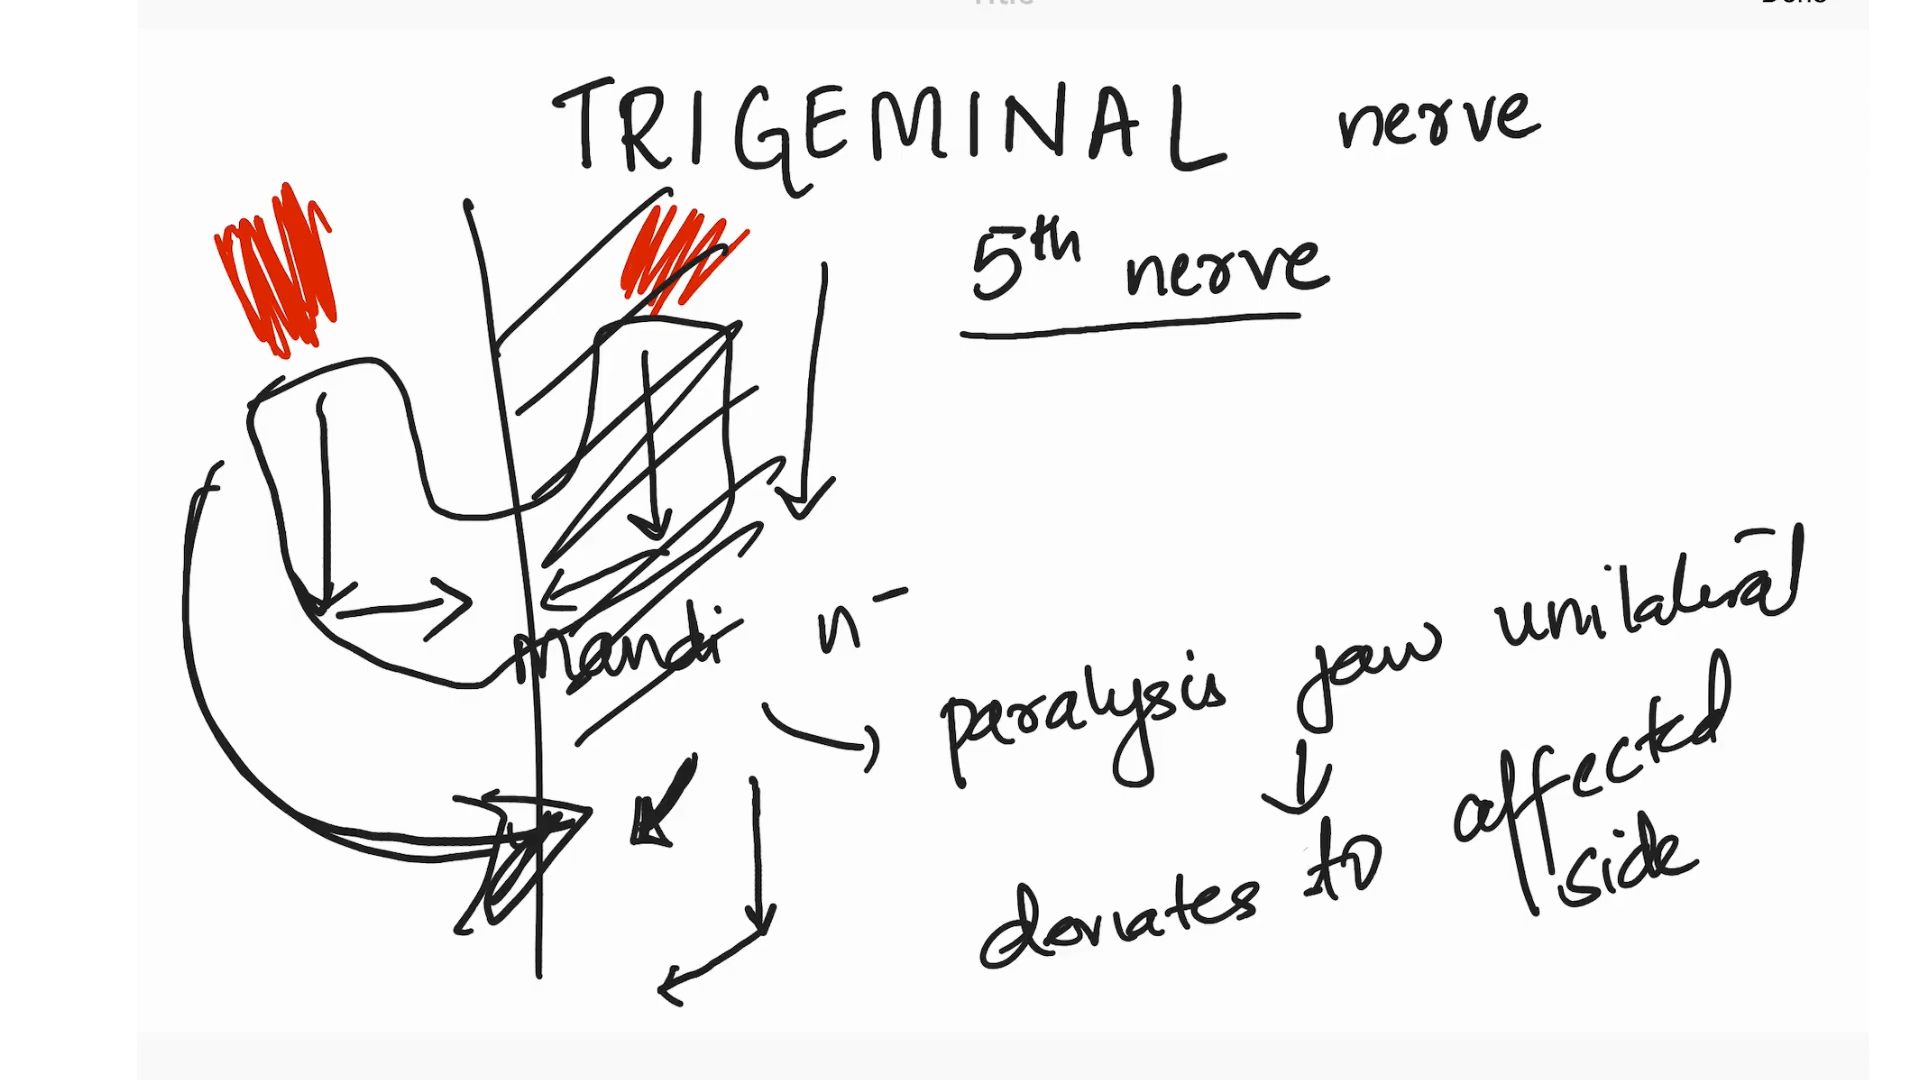 TRIGEMINAL nerve
5th nerve
mandi n-
paralysis jaw unilateral
deviates to affected
side